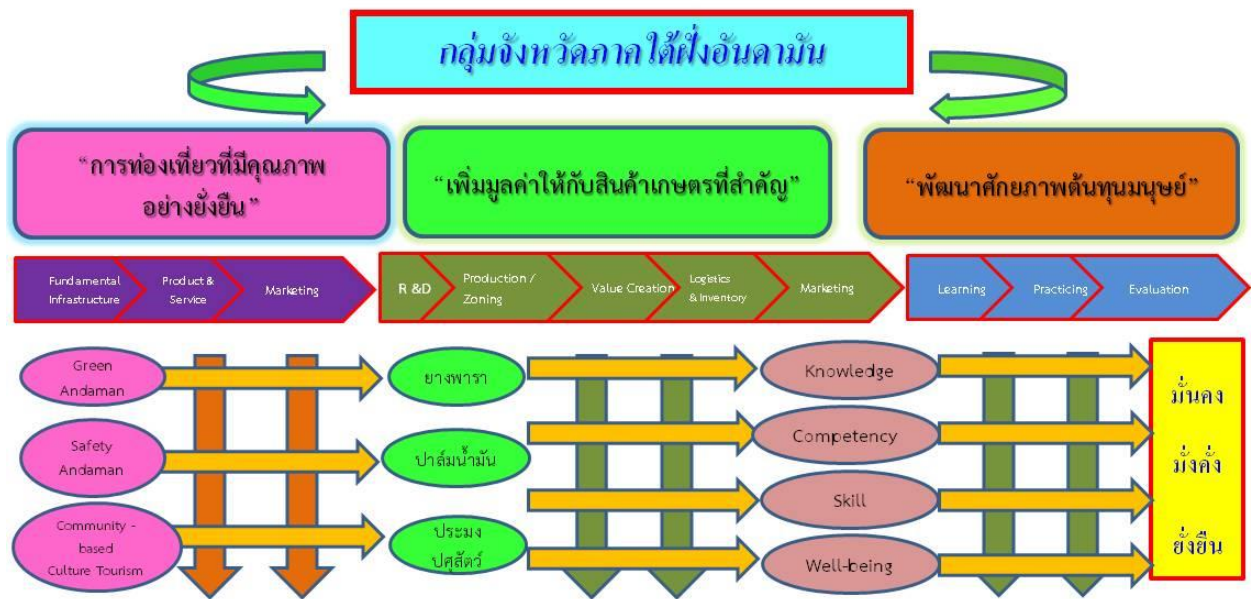 กลุ่มจังหวัดภาคใต้ฝั่งอันดามัน
“การท่องเที่ยวที่มีคุณภาพ
อย่างยั่งยืน”
“เพิ่มมูลค่าให้กับสินค้าเกษตรที่สำคัญ”
“พัฒนาศักยภาพต้นทุนมนุษย์”
Fundamental
Infrastructure
Product &
Service
Marketing
R &D
Production /
Zoning
Value Creation
Logistics
& Inventory
Marketing
Learning
Practicing
Evaluation
Green
Andaman
ยางพารา
Knowledge
Safety
Andaman
ปาล์มน้ำมัน
Competency
Skill
Community -
based
Culture Tourism
ประมง
ปศุสัตว์
Well-being
มั่นคง
มั่งคั่ง
ยั่งยืน